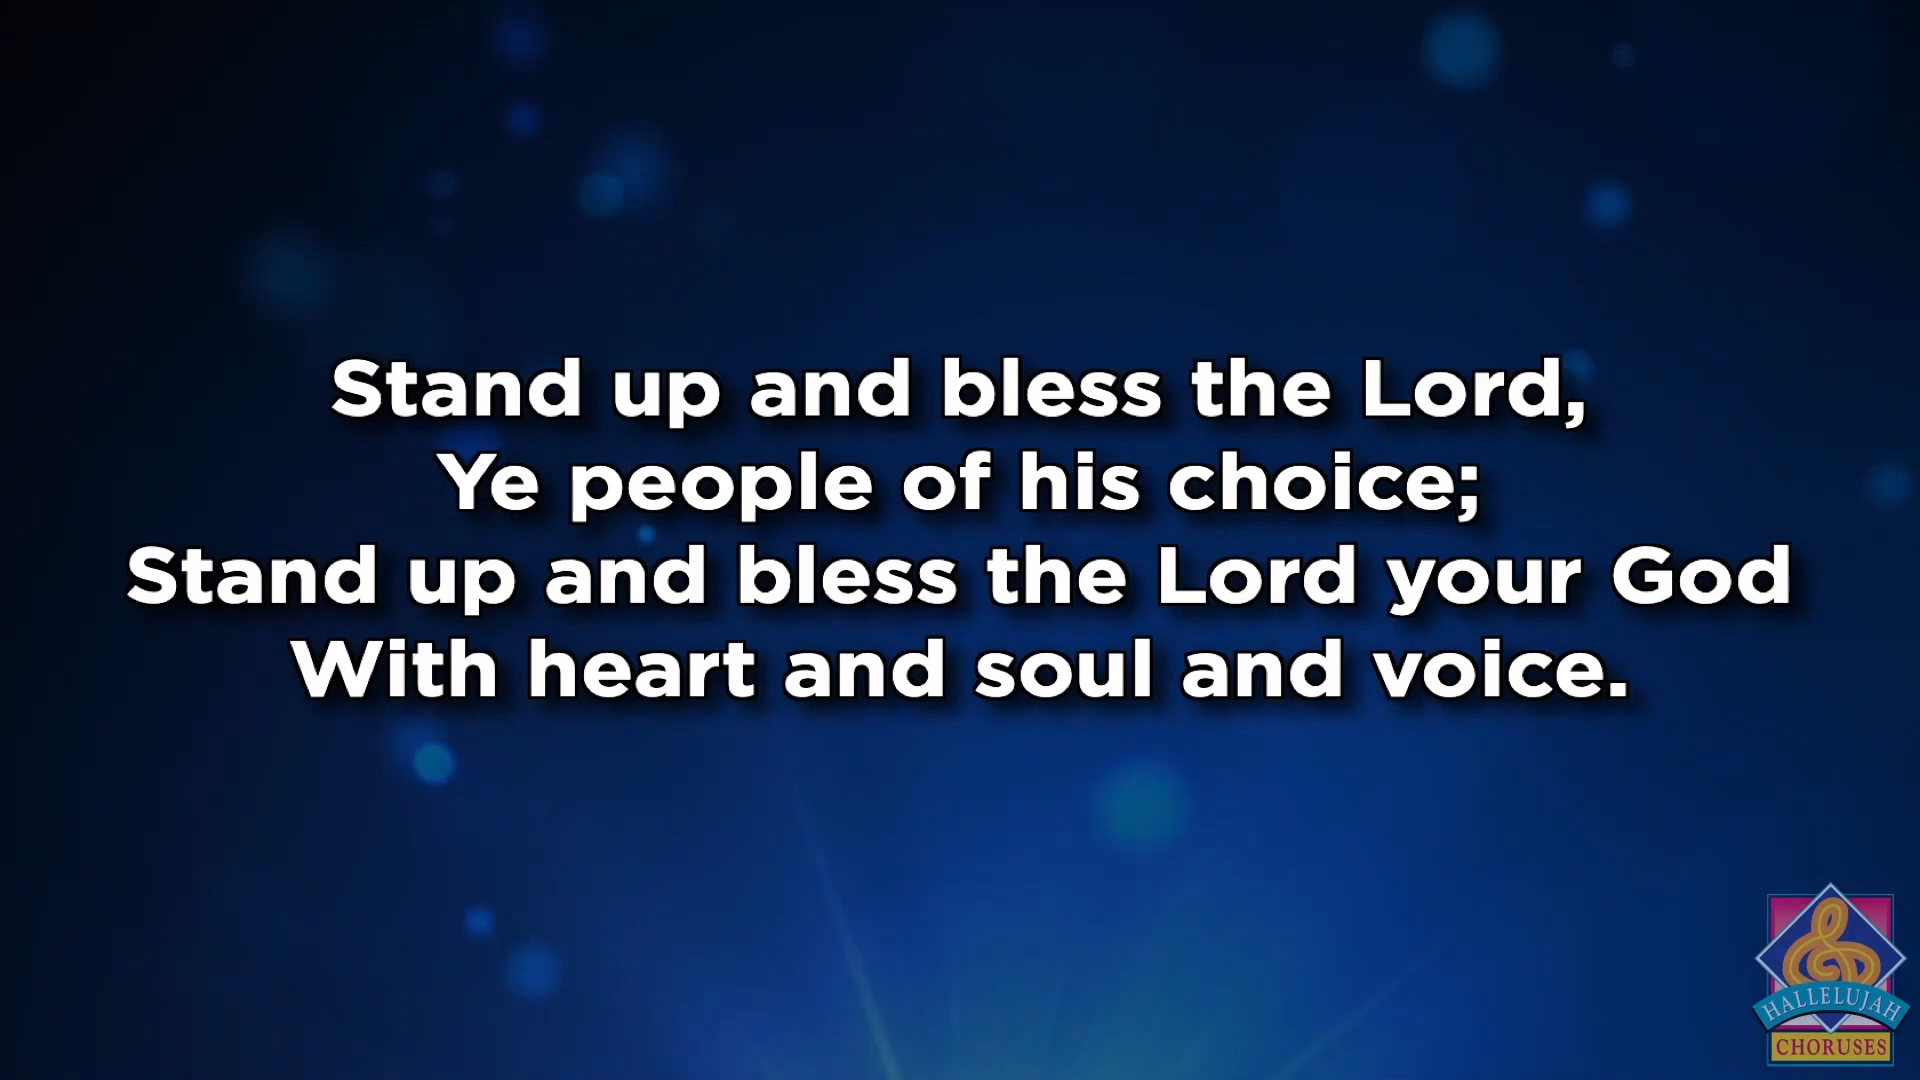 Stand up and bless the Lord,
Ye people of his choice;
Stand up and bless the Lord your God
With heart and soul and voice.
HALLELUJAH
CHORUSES